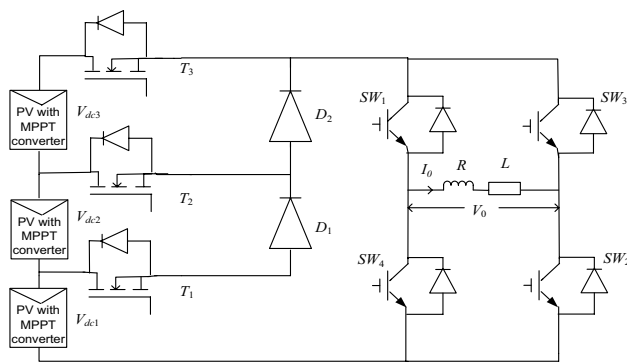 T3
PV with
MPPT
converter
Vdc3
SW1
SW3
D2
T2
I0
R
L
PV with
MPPT
converter
Vdc2
V0
D1
SW4
SW2
T1
PV with
MPPT
converter
Vdc1